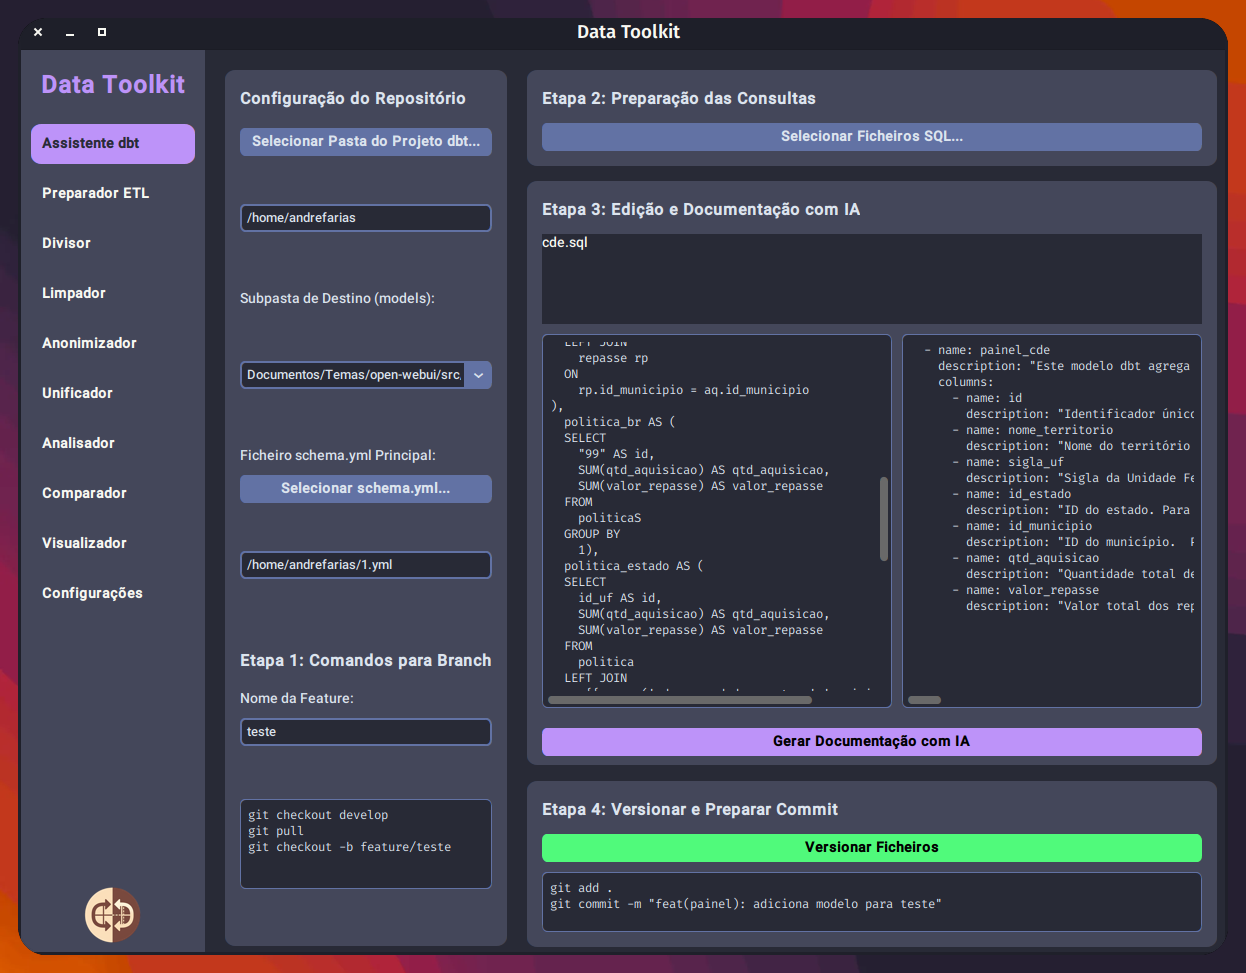 Data Toolkit
Data Toolkit
Assistente dbt
Preparador ETL
Divisor
Limpador
Anonimizador
Unificador
Analisador
Comparador
Visualizador
Configurações
Configuração do Repositório
Selecionar Pasta do Projeto dbt...
/home/andrefarias
Subpasta de Destino (models):
Documentos/Temas/open-webui/src,
Ficheiro schema.yml Principal:
Selecionar schema.yml...
/home/andrefarias/1.yml
Etapa 1: Comandos para Branch
Nome da Feature:
teste
git checkout develop
git pull
git checkout -b feature/teste
Etapa 2: Preparação das Consultas
Selecionar Ficheiros SQL...
Etapa 3: Edição e Documentação com IA
cde.sql
LEFT JOIN
repasse rp
ON
rp.id_municipio = aq.id_municipio
),
politica_br AS (
SELECT
"99" AS id,
SUM(qtd_aquisicao) AS qtd_aquisicao,
SUM(valor_repasse) AS valor_repasse
FROM
politicaS
GROUP BY
1),
politica_estado AS (
SELECT
id_uf AS id,
SUM(qtd_aquisicao) AS qtd_aquisicao,
SUM(valor_repasse) AS valor_repasse
FROM
politica
LEFT JOIN
- name: painel_cde
description: "Este modelo dbt agrega
columns:
- name: id
description: "Identificador único
- name: nome_territorio
description: "Nome do território
- name: sigla_uf
description: "Sigla da Unidade Fe
- name: id_estado
description: "ID do estado. Para
- name: id_municipio
description: "ID do município. P
- name: qtd_aquisicao
description: "Quantidade total de
- name: valor_repasse
description: "Valor total dos rep
Gerar Documentação com IA
Etapa 4: Versionar e Preparar Commit
Versionar Ficheiros
git add .
git commit -m "feat(painel): adiciona modelo para teste"